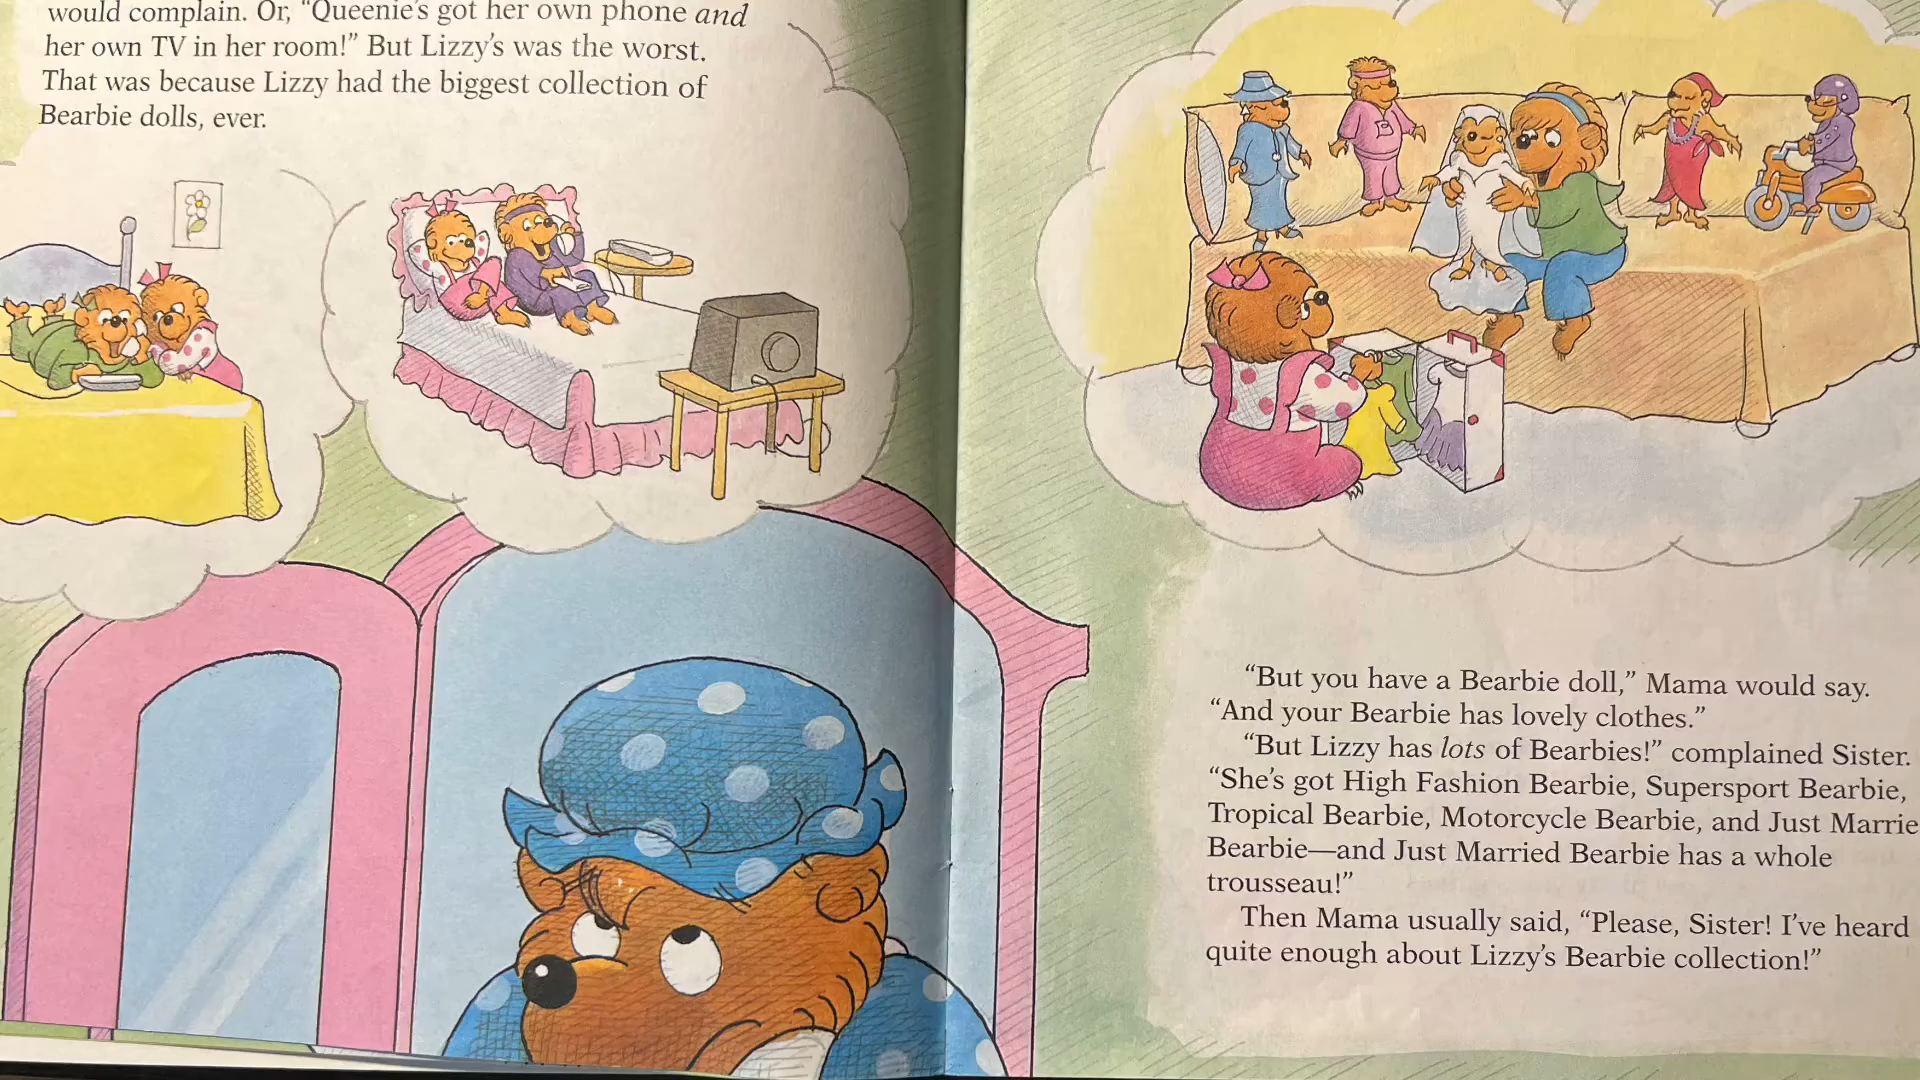 would complain. Or, “Queenie’s got her own phone and
her own TV in her room!” But Lizzy’s was the worst.
That was because Lizzy had the biggest collection of
Bearbie dolls, ever.
“But you have a Bearbie doll,” Mama would say.
“And your Bearbie has lovely clothes.”
“But Lizzy has lots of Bearbies!” complained Sister.
“She’s got High Fashion Bearbie, Supersport Bearbie,
Tropical Bearbie, Motorcycle Bearbie, and Just Marrie
Bearbie—and Just Married Bearbie has a whole
trousseau!”
Then Mama usually said, “Please, Sister! I’ve heard
quite enough about Lizzy’s Bearbie collection!”